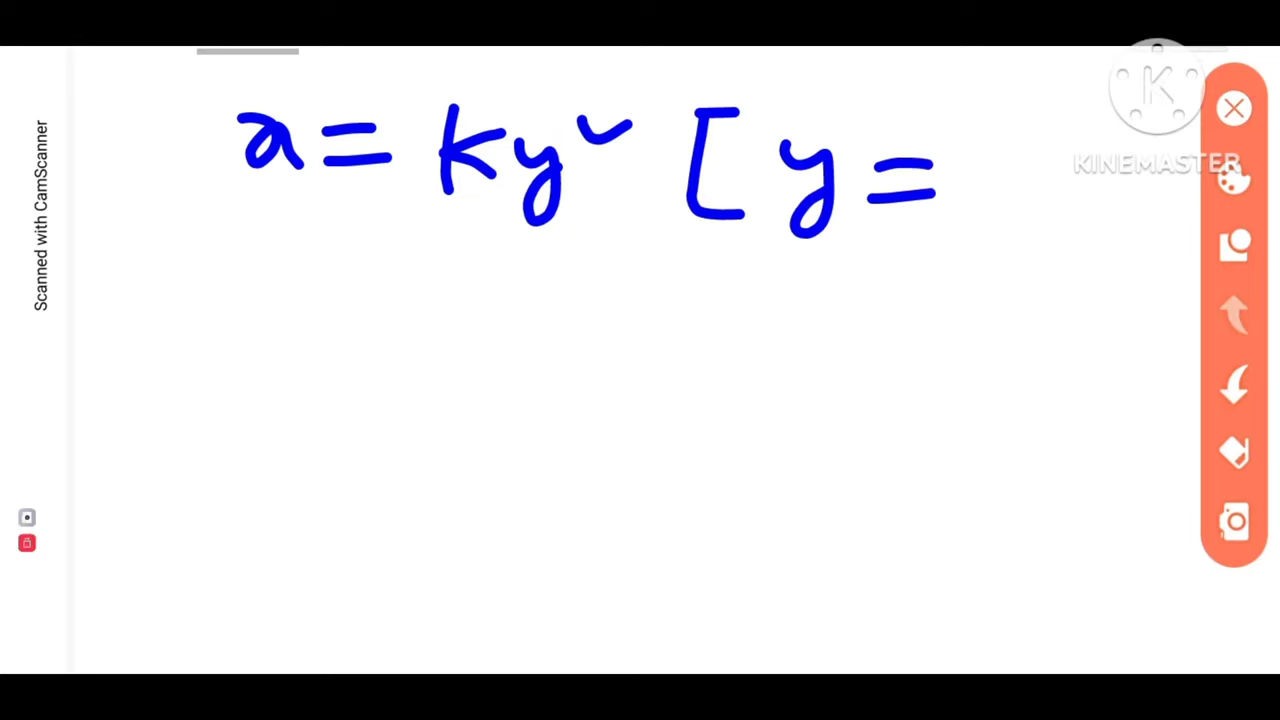 x = ky² [ y =
KINEMASTER
Scanned with CamScanner